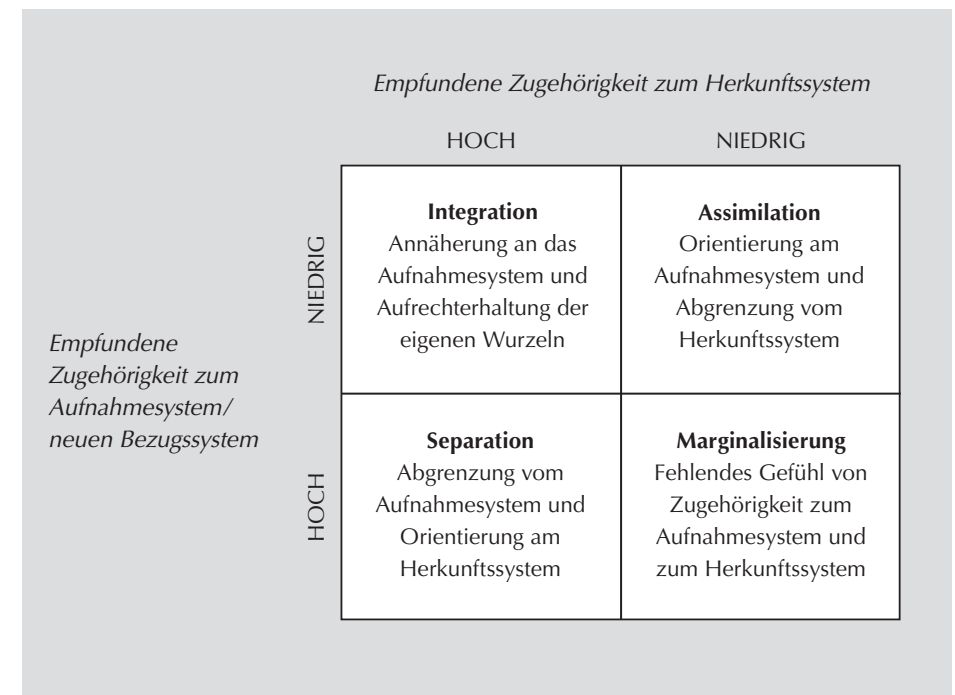 Empfundene Zugehörigkeit zum Herkunftssystem
HOCH NIEDRIG
NIEDRIG
Integration
Annäherung an das
Aufnahmesystem und
Aufrechterhaltung der
eigenen Wurzeln
Assimilation
Orientierung am
Aufnahmesystem und
Abgrenzung vom
Herkunftssystem
Empfundene
Zugehörigkeit zum
Aufnahmesystem/
neuen Bezugssystem
HOCH
Separation
Abgrenzung vom
Aufnahmesystem und
Orientierung am
Herkunftssystem
Marginalisierung
Fehlendes Gefühl von
Zugehörigkeit zum
Aufnahmesystem und
zum Herkunftssystem